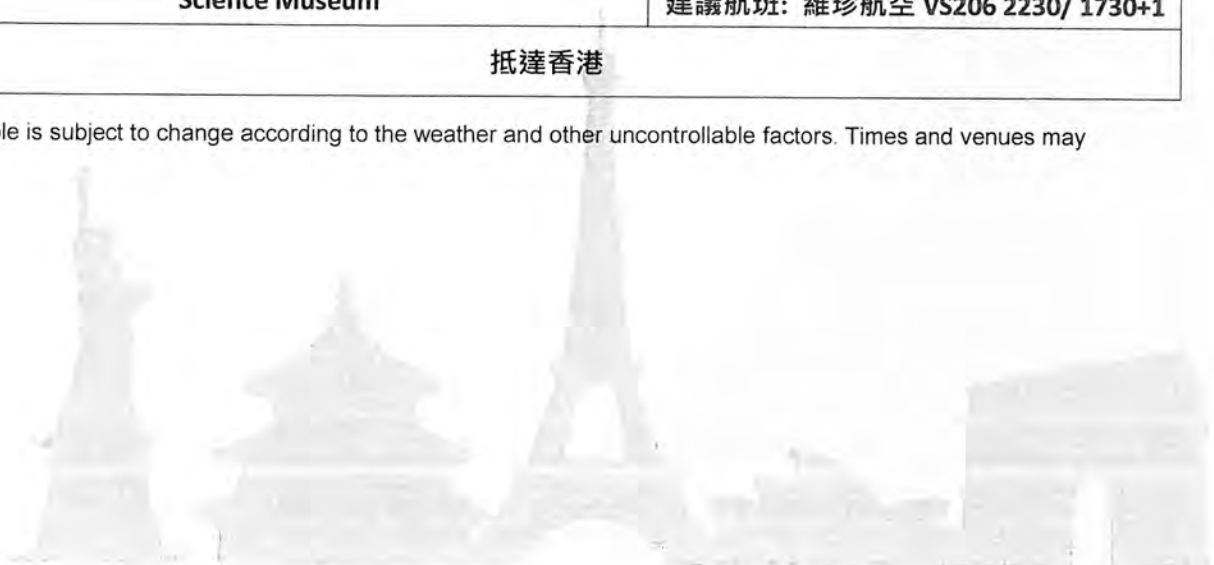 Science Museum
建議航班: 維珍航空 VS206 2230/ 1730+1
抵達香港
le is subject to change according to the weather and other uncontrollable factors. Times and venues may